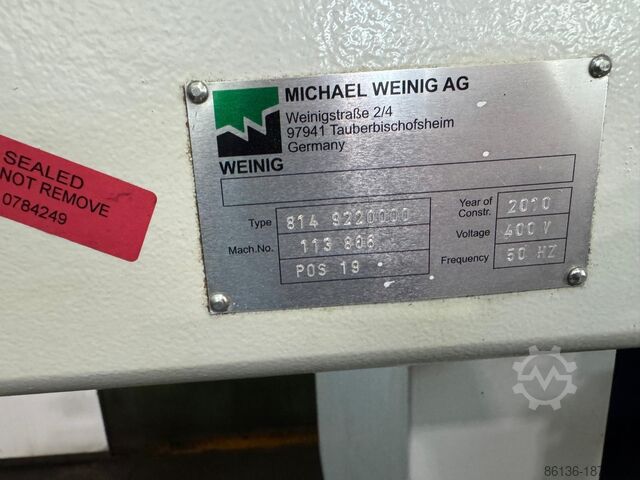 MICHAEL WEINIG AG
Weinigstraße 2/4
97941 Tauberbischofsheim
Germany
WEINIG
Type 814 9220000
Mach.No. 113 806
POS 19
Year of Constr. 2010
Voltage 400 V
Frequency 50 HZ
SEALED
NOT REMOVE
0784249
86136-187